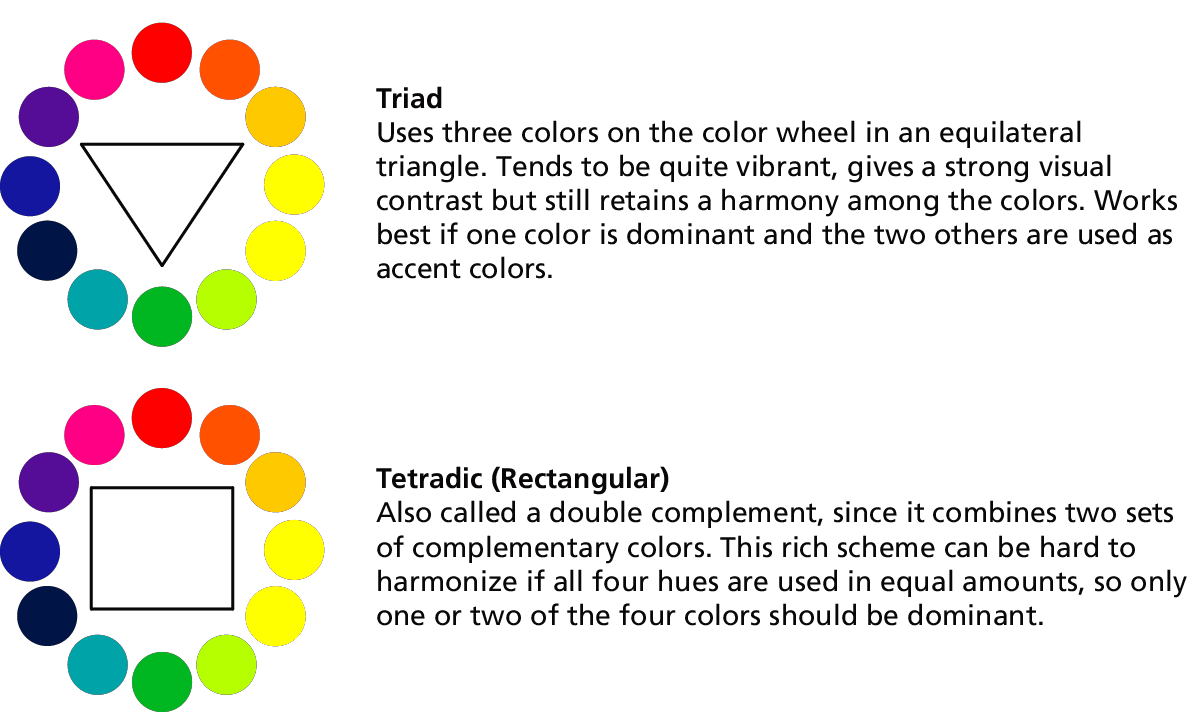 Triad
Uses three colors on the color wheel in an equilateral
triangle. Tends to be quite vibrant, gives a strong visual
contrast but still retains a harmony among the colors. Works
best if one color is dominant and the two others are used as
accent colors.
Tetradic (Rectangular)
Also called a double complement, since it combines two sets
of complementary colors. This rich scheme can be hard to
harmonize if all four hues are used in equal amounts, so only
one or two of the four colors should be dominant.